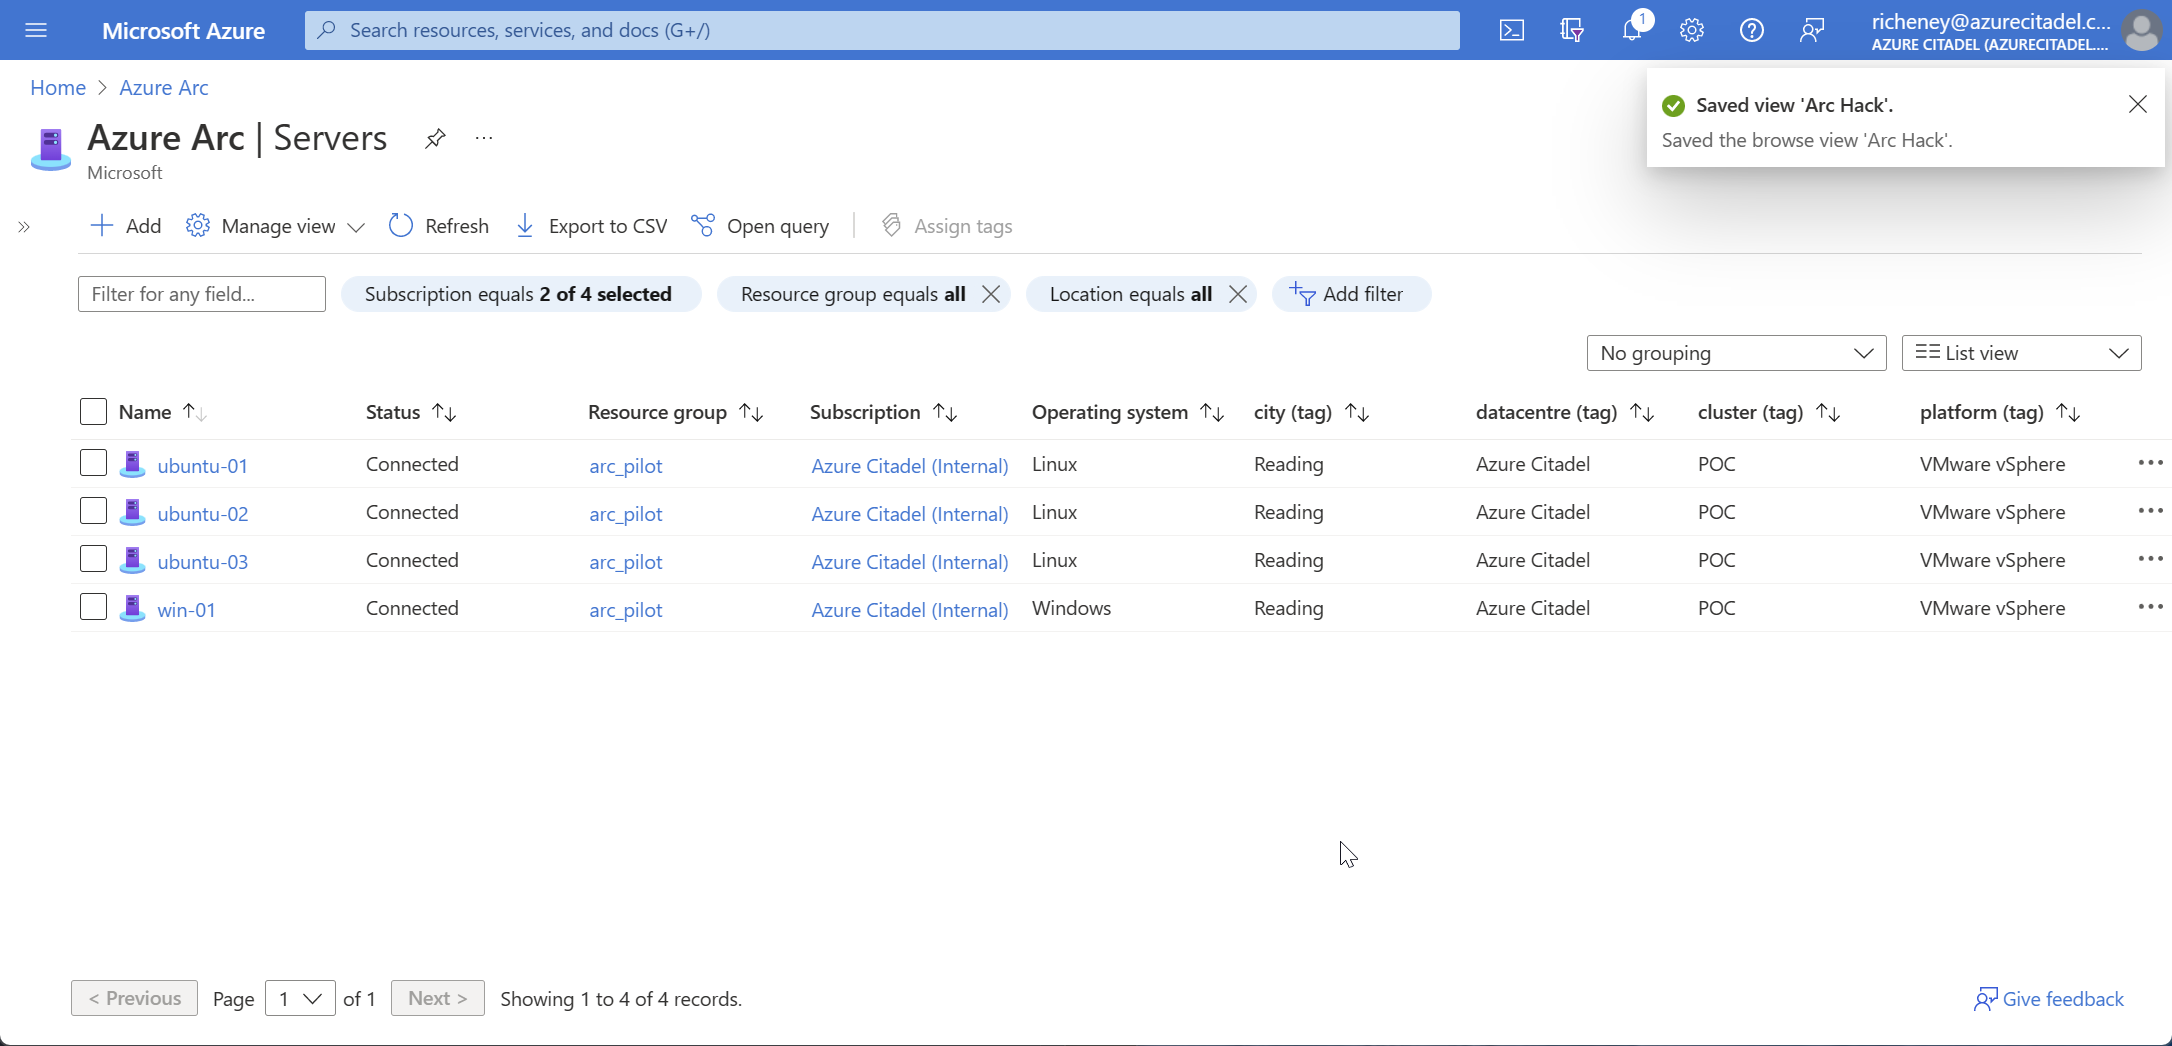 Microsoft Azure
Search resources, services, and docs (G+/)
1
richeney@azurecitadel.c...
AZURE CITADEL (AZURECITADEL....
Home > Azure Arc
Saved view 'Arc Hack'.
Saved the browse view 'Arc Hack'.
Azure Arc | Servers
...
Microsoft
Add
Manage view
Refresh
Export to CSV
Open query
Assign tags
Filter for any field...
Subscription equals 2 of 4 selected
Resource group equals all
Location equals all
Add filter
No grouping
List view
Name Status Resource group Subscription Operating system city (tag) datacentre (tag) cluster (tag) platform (tag)
ubuntu-01 Connected arc_pilot Azure Citadel (Internal) Linux Reading Azure Citadel POC VMware vSphere
ubuntu-02 Connected arc_pilot Azure Citadel (Internal) Linux Reading Azure Citadel POC VMware vSphere
ubuntu-03 Connected arc_pilot Azure Citadel (Internal) Linux Reading Azure Citadel POC VMware vSphere
win-01 Connected arc_pilot Azure Citadel (Internal) Windows Reading Azure Citadel POC VMware vSphere
< Previous Page 1 of 1 Next > Showing 1 to 4 of 4 records.
Give feedback